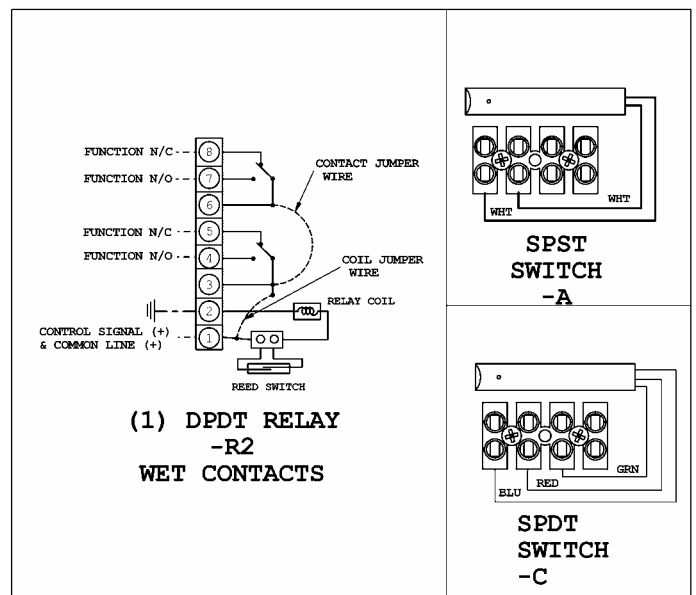 FUNCTION N/C
8
FUNCTION N/O
7
CONTACT JUMPER
WIRE
6
FUNCTION N/C
5
FUNCTION N/O
4
COIL JUMPER
WIRE
3
RELAY COIL
2
CONTROL SIGNAL (+)
& COMMON LINE (+)
1
REED SWITCH
(1) DPDT RELAY
-R2
WET CONTACTS
WHT
WHT
SPST
SWITCH
-A
GRN
RED
BLU
SPDT
SWITCH
-C